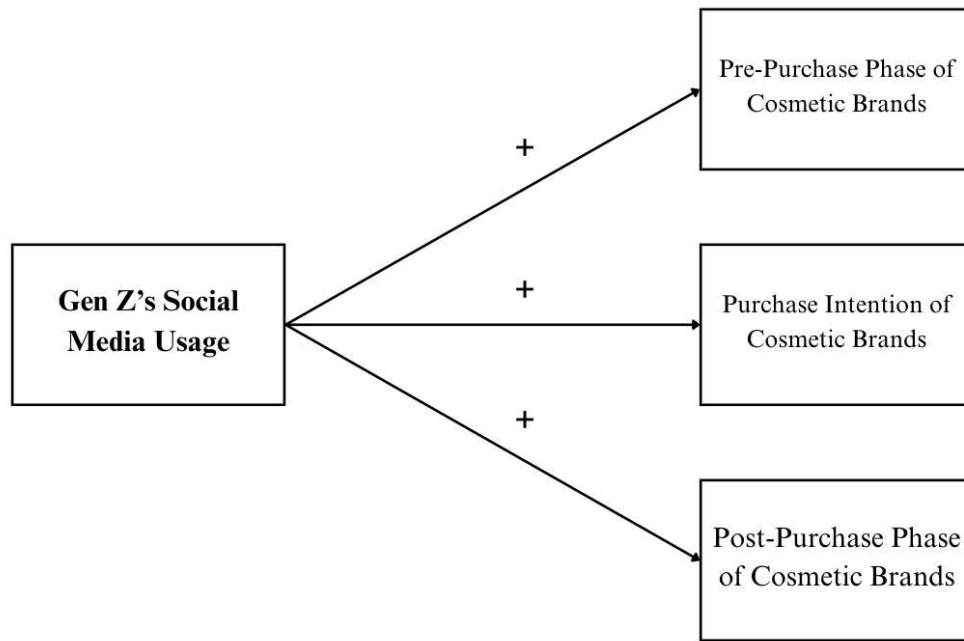 Pre-Purchase Phase of
Cosmetic Brands
+
Gen Z’s Social
Media Usage
+
Purchase Intention of
Cosmetic Brands
+
Post-Purchase Phase
of Cosmetic Brands